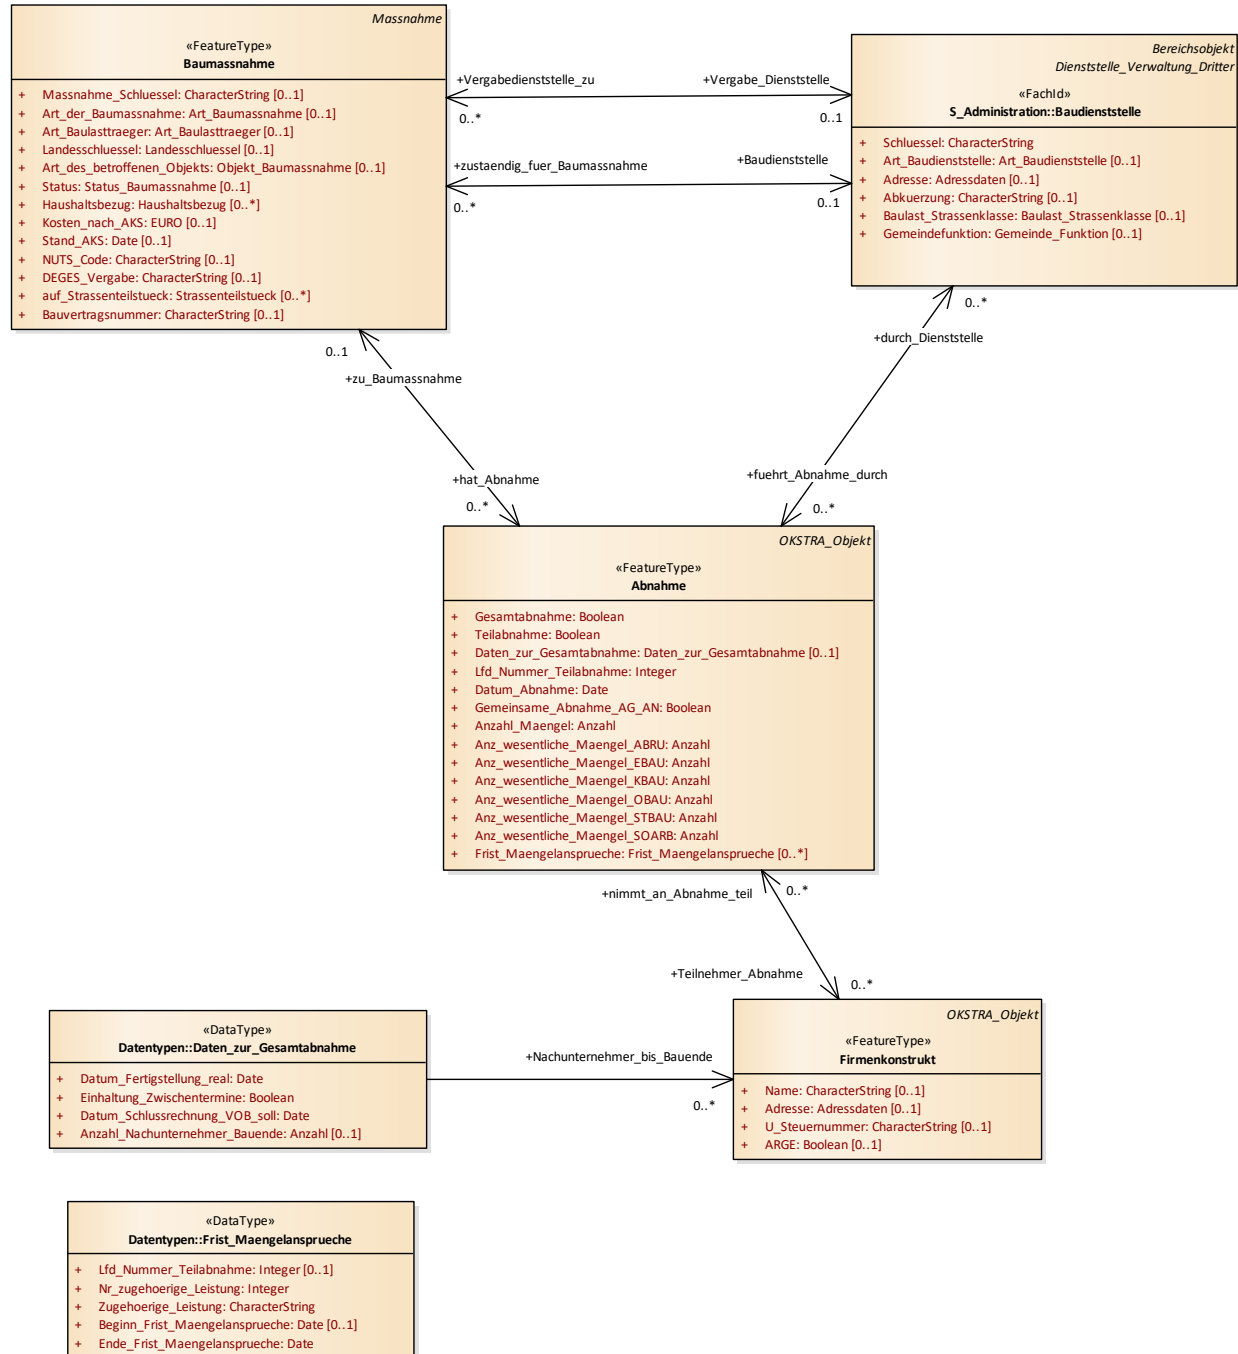 Massnahme
«FeatureType»
Baumassnahme
+ Massnahme_Schluessel: CharacterString [0..1]
+ Art_der_Baumassnahme: Art_Baumassnahme [0..1]
+ Art_Baulasttraeger: Art_Baulasttraeger [0..1]
+ Landesschluessel: Landesschluessel [0..1]
+ Art_des_betroffenen_Objekts: Objekt_Baumassnahme [0..1]
+ Status: Status_Baumassnahme [0..1]
+ Haushaltsbezug: Haushaltsbezug [0..*]
+ Kosten_nach_AKS: EURO [0..1]
+ Stand_AKS: Date [0..1]
+ NUTS_Code: CharacterString [0..1]
+ DEGES_Vergabe: CharacterString [0..1]
+ auf_Strassenteilstueck: Strassenteilstueck [0..*]
+ Bauvertragsnummer: CharacterString [0..1]
+Vergabedienststelle_zu
0..*
+Vergabe_Dienststelle
0..1
+zustaendig_fuer_Baumassnahme
0..*
+Baudienststelle
0..1
Bereichsobjekt
Dienststelle_Verwaltung_Dritter
«FachId»
S_Administration::Baudienststelle
+ Schluessel: CharacterString
+ Art_Baudienststelle: Art_Baudienststelle [0..1]
+ Adresse: Adressdaten [0..1]
+ Abkuerzung: CharacterString [0..1]
+ Baulast_Strassenklasse: Baulast_Strassenklasse [0..1]
+ Gemeindefunktion: Gemeinde_Funktion [0..1]
0..1
+zu_Baumassnahme
+hat_Abnahme
0..*
0..*
+durch_Dienststelle
+fuehrt_Abnahme_durch
0..*
OKSTRA_Objekt
«FeatureType»
Abnahme
+ Gesamtabnahme: Boolean
+ Teilabnahme: Boolean
+ Daten_zur_Gesamtabnahme: Daten_zur_Gesamtabnahme [0..1]
+ Lfd_Nummer_Teilabnahme: Integer
+ Datum_Abnahme: Date
+ Gemeinsame_Abnahme_AG_AN: Boolean
+ Anzahl_Maengel: Anzahl
+ Anz_wesentliche_Maengel_ABRU: Anzahl
+ Anz_wesentliche_Maengel_EBAU: Anzahl
+ Anz_wesentliche_Maengel_KBAU: Anzahl
+ Anz_wesentliche_Maengel_OBAU: Anzahl
+ Anz_wesentliche_Maengel_STBAU: Anzahl
+ Anz_wesentliche_Maengel_SOARB: Anzahl
+ Frist_Maengelansprueche: Frist_Maengelansprueche [0..*]
+nimmt_an_Abnahme_teil
0..*
+Teilnehmer_Abnahme
0..*
«DataType»
Datentypen::Daten_zur_Gesamtabnahme
+ Datum_Fertigstellung_real: Date
+ Einhaltung_Zwischentermine: Boolean
+ Datum_Schlussrechnung_VOB_soll: Date
+ Anzahl_Nachunternehmer_Bauende: Anzahl [0..1]
+Nachunternehmer_bis_Bauende
0..*
OKSTRA_Objekt
«FeatureType»
Firmenkonstrukt
+ Name: CharacterString [0..1]
+ Adresse: Adressdaten [0..1]
+ U_Steuernummer: CharacterString [0..1]
+ ARGE: Boolean [0..1]
«DataType»
Datentypen::Frist_Maengelansprueche
+ Lfd_Nummer_Teilabnahme: Integer [0..1]
+ Nr_zugehoerige_Leistung: Integer
+ Zugehoerige_Leistung: CharacterString
+ Beginn_Frist_Maengelansprueche: Date [0..1]
+ Ende_Frist_Maengelansprueche: Date